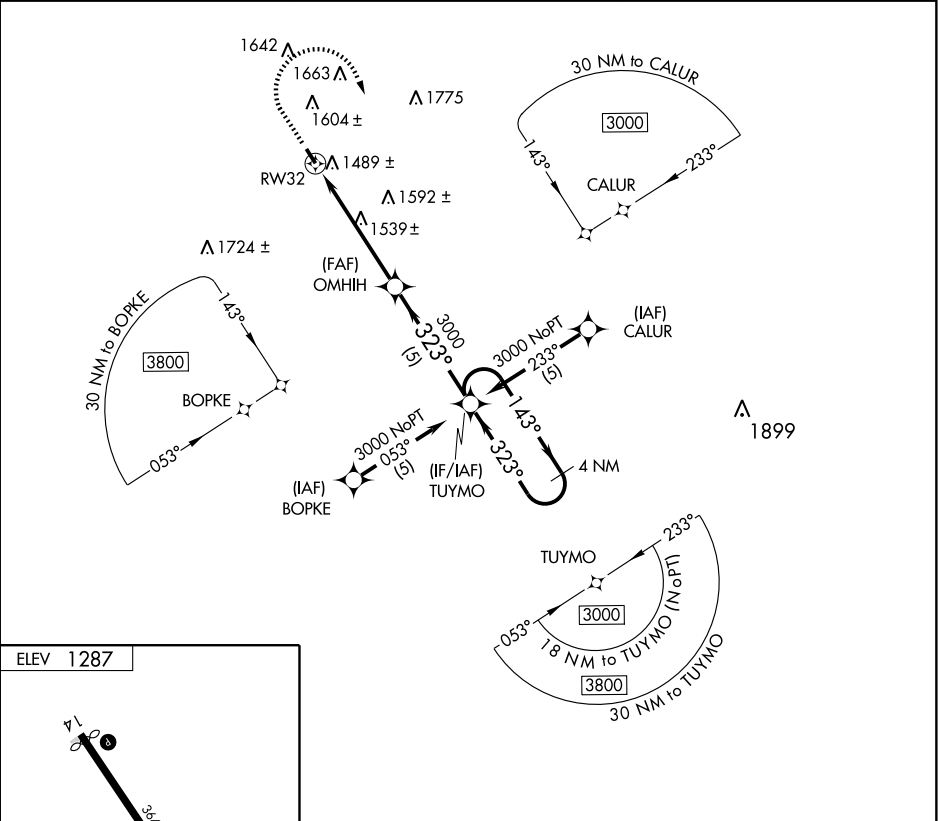 1642
1663
1604 ±
1775
RW32
1489 ±
1592 ±
1539 ±
1724 ±
30 NM to CALUR
3000
143°
233°
CALUR
(FAF)
OMHIH
30 NM to BOPKE
3800
143°
BOPKE
053°
3000
323°
(5)
3000 NoPT
233°
(5)
(IAF)
CALUR
3000 NoPT
053°
(5)
(IAF)
BOPKE
(IF/IAF)
TUYMO
143°
323°
4 NM
1899
TUYMO
233°
053°
3000
18 NM to TUYMO (NoPT)
3800
30 NM to TUYMO
ELEV 1287
14
P